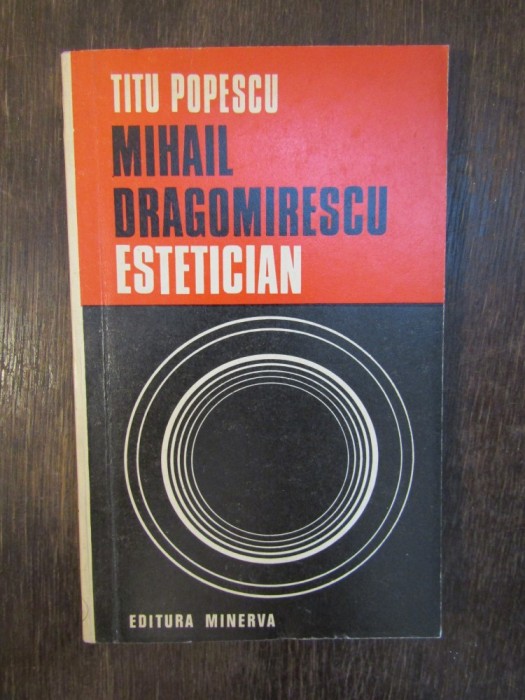 TITU POPESCU
MIHAIL
DRAGOMIRESCU
ESTETICIAN
EDITURA MINERVA